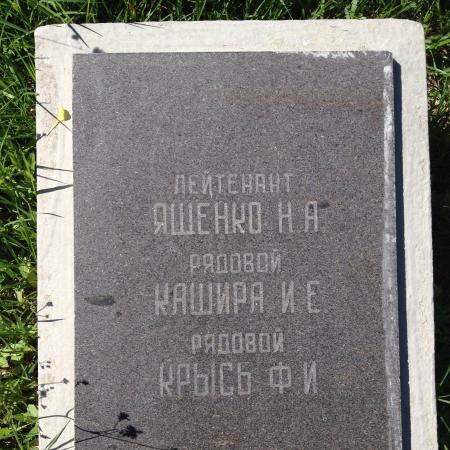 ЛЕЙТЕНАНТ
ЯЩЕНКО Н.А.
РЯДОВОЙ
КАШИРА И.Е.
РЯДОВОЙ
КРЫСЬ Ф.И